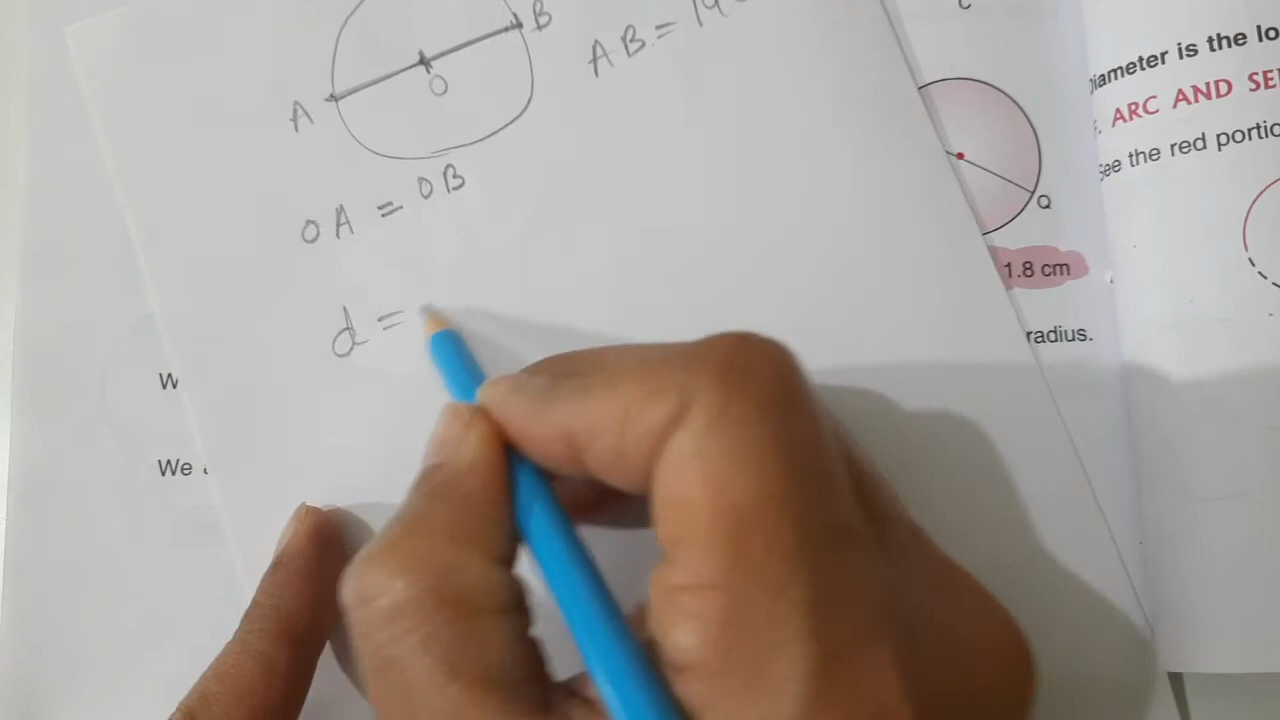 B
AB = 14
A
O
OA = OB
d =
C
Diameter is the lo
ARC AND SE
See the red portio
Q
1.8 cm
radius.
W
We